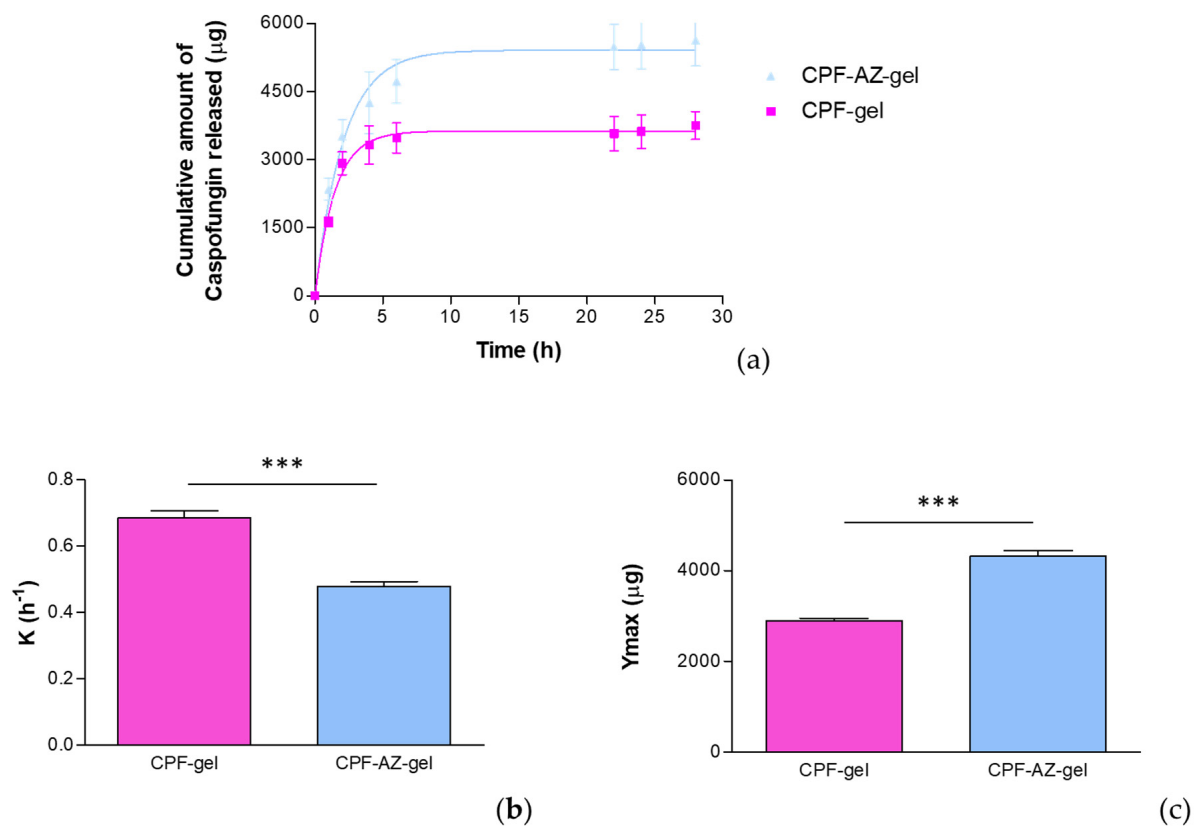 Cumulative amount of
Caspofungin released (µg)
6000
4500
3000
1500
0
0 5 10 15 20 25 30
Time (h)
CPF-AZ-gel
CPF-gel
(a)
K (h⁻¹)
0.8
0.6
0.4
0.2
0.0
***
CPF-gel CPF-AZ-gel
(b)
Ymax (µg)
6000
4000
2000
0
***
CPF-gel CPF-AZ-gel
(c)